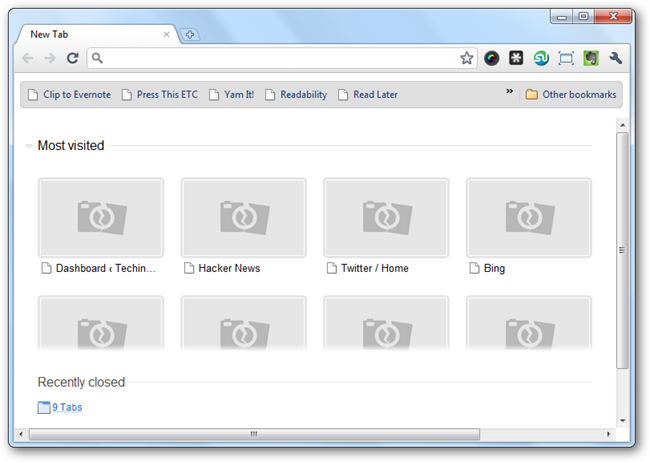 New Tab
Clip to Evernote Press This ETC Yam It! Readability Read Later » Other bookmarks
Most visited
Dashboard ‹ Techin... Hacker News Twitter / Home Bing
Recently closed
9 Tabs